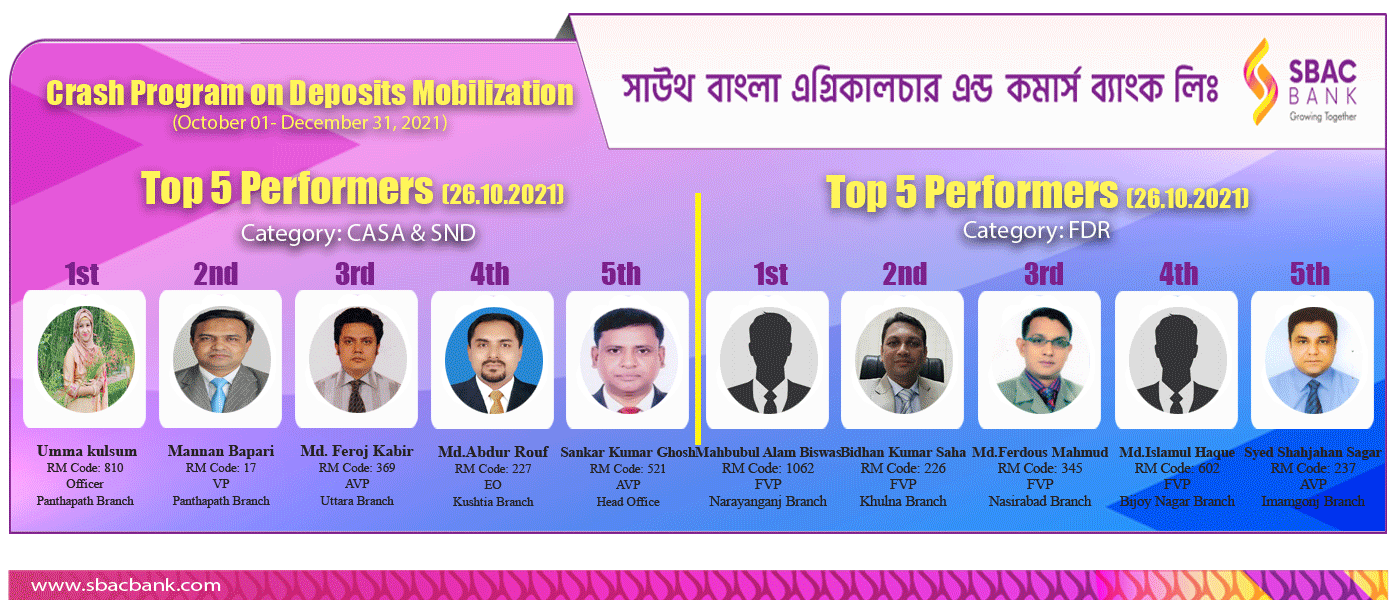 Crash Program on Deposits Mobilization
(October 01- December 31, 2021)
সাউথ বাংলা এগ্রিকালচার এন্ড কমার্স ব্যাংক লিঃ
SBAC
BANK
Growing Together
Top 5 Performers (26.10.2021)
Category: CASA & SND
1st
2nd
3rd
4th
5th
Umma kulsum
RM Code: 810
Officer
Panthapath Branch
Mannan Bapari
RM Code: 17
VP
Panthapath Branch
Md. Feroj Kabir
RM Code: 369
AVP
Uttara Branch
Md.Abdur Rouf
RM Code: 227
EO
Kushtia Branch
Sankar Kumar Ghosh
RM Code: 521
AVP
Head Office
Top 5 Performers (26.10.2021)
Category: FDR
1st
2nd
3rd
4th
5th
Mahbubul Alam Biswas
RM Code: 1062
FVP
Narayanganj Branch
Bidhan Kumar Saha
RM Code: 226
FVP
Khulna Branch
Md.Ferdous Mahmud
RM Code: 345
FVP
Nasirabad Branch
Md.Islamul Haque
RM Code: 602
FVP
Bijoy Nagar Branch
Syed Shahjahan Sagar
RM Code: 237
AVP
Imamgonj Branch
www.sbacbank.com